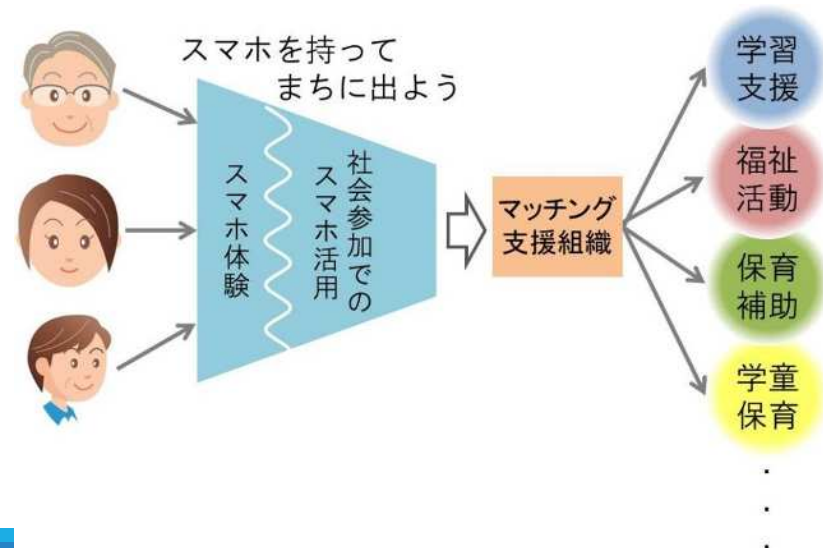 スマホを持って
まちに出よう
スマホ体験
社会参加での
スマホ活用
マッチング
支援組織
学習
支援
福祉
活動
保育
補助
学童
保育
・
・
・